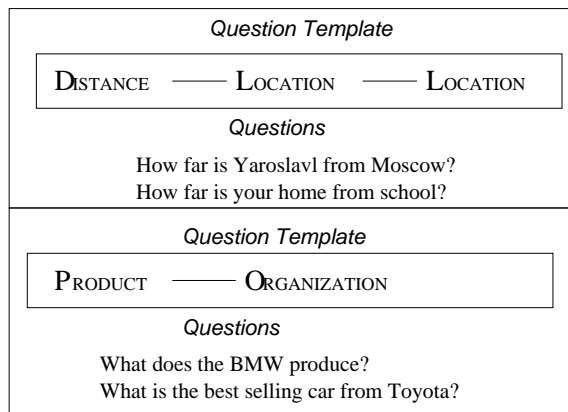 Question Template
DISTANCE LOCATION LOCATION
Questions
How far is Yaroslavl from Moscow?
How far is your home from school?
Question Template
PRODUCT ORGANIZATION
Questions
What does the BMW produce?
What is the best selling car from Toyota?